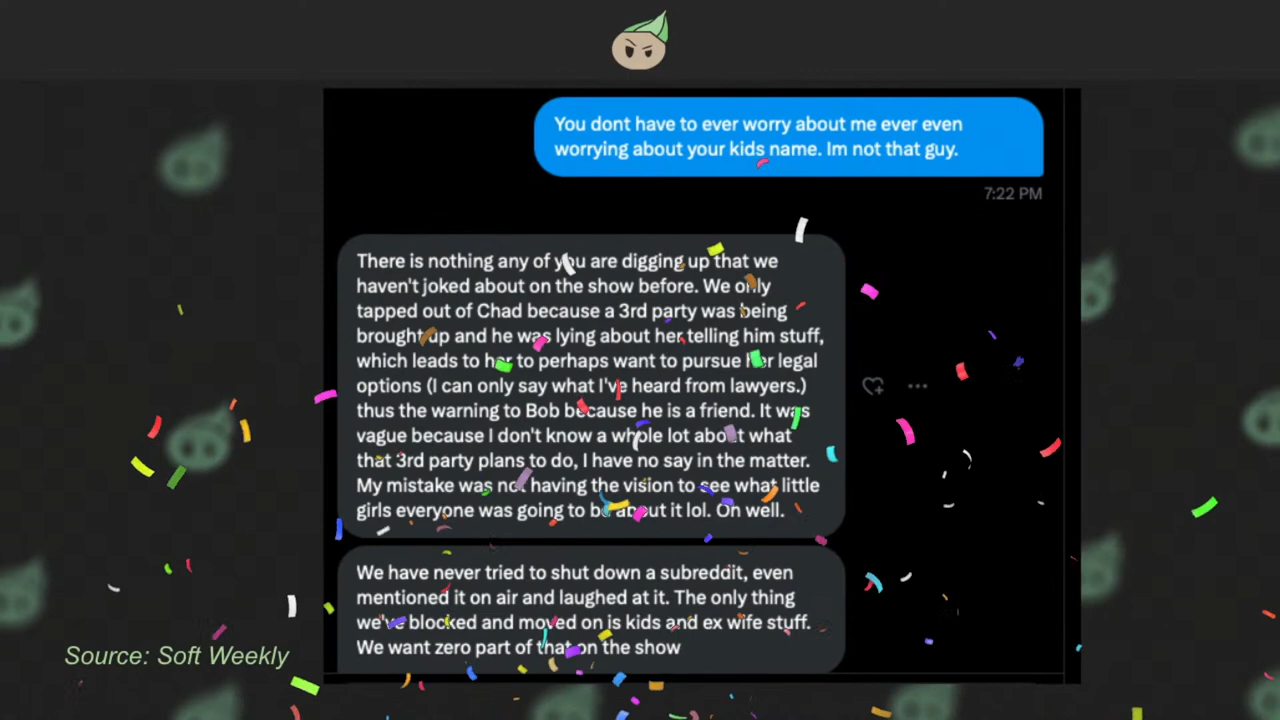 You dont have to ever worry about me ever even
worrying about your kids name. Im not that guy.
7:22 PM
There is nothing any of you are digging up that we
haven't joked about on the show before. We only
tapped out of Chad because a 3rd party was being
brought up and he was lying about her telling him stuff,
which leads to her to perhaps want to pursue her legal
options (I can only say what I've heard from lawyers.)
thus the warning to Bob because he is a friend. It was
vague because I don't know a whole lot about what
that 3rd party plans to do, I have no say in the matter.
My mistake was not having the vision to see what little
girls everyone was going to be about it lol. On well.
We have never tried to shut down a subreddit, even
mentioned it on air and laughed at it. The only thing
we've blocked and moved on is kids and ex wife stuff.
We want zero part of that on the show
Source: Soft Weekly